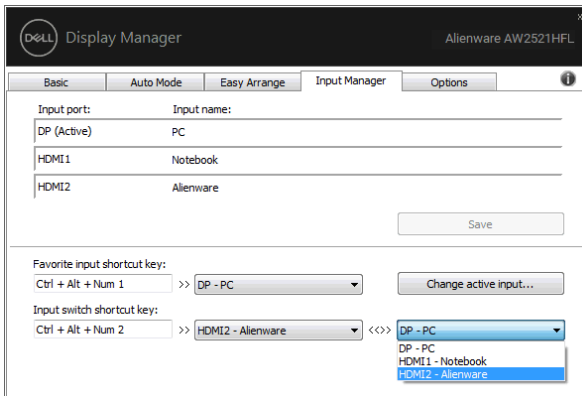 DELL Display Manager Alienware AW2521HFL
Basic Auto Mode Easy Arrange Input Manager Options i
Input port: Input name:
DP (Active) PC
HDMI1 Notebook
HDMI2 Alienware
Save
Favorite input shortcut key:
Ctrl + Alt + Num 1 >> DP - PC Change active input...
Input switch shortcut key:
Ctrl + Alt + Num 2 >> HDMI2 - Alienware <<>> DP - PC
DP - PC
HDMI1 - Notebook
HDMI2 - Alienware